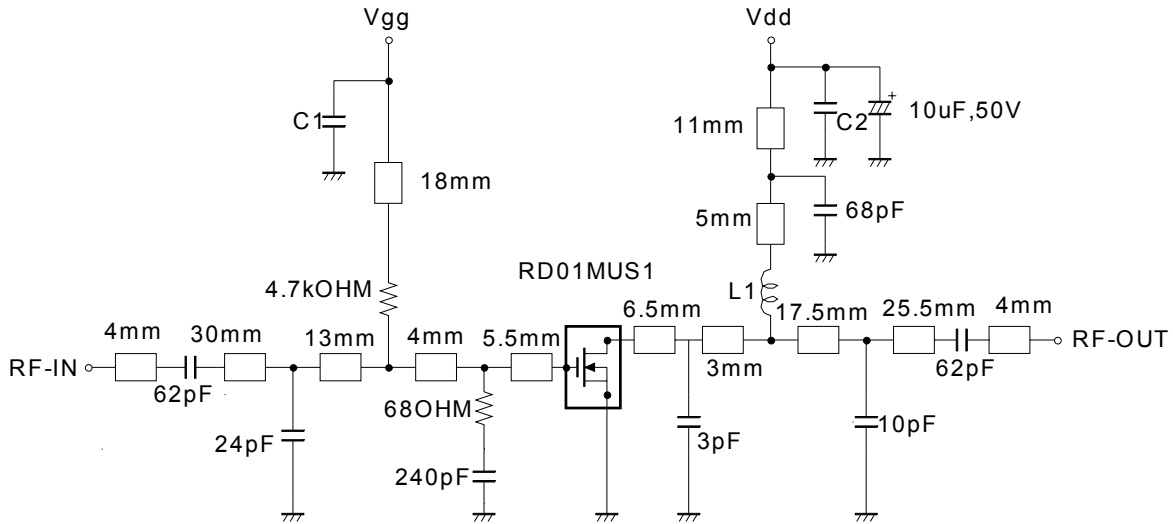 Vgg
Vdd
C1
C2
10uF,50V
+
11mm
18mm
5mm
68pF
RD01MUS1
4.7kOHM
L1
6.5mm
17.5mm
25.5mm
4mm
4mm
30mm
13mm
4mm
5.5mm
RF-IN
RF-OUT
62pF
3mm
62pF
68OHM
24pF
3pF
10pF
240pF